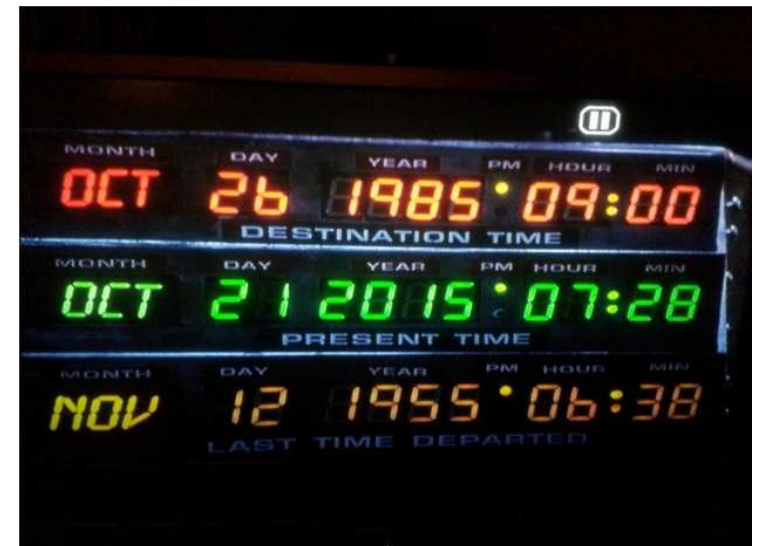 MONTH DAY YEAR PM HOUR MIN
OCT 26 1985 09:00
DESTINATION TIME
MONTH DAY YEAR PM HOUR MIN
OCT 21 2015 07:28
PRESENT TIME
MONTH DAY YEAR PM HOUR MIN
NOV 12 1955 06:38
LAST TIME DEPARTED